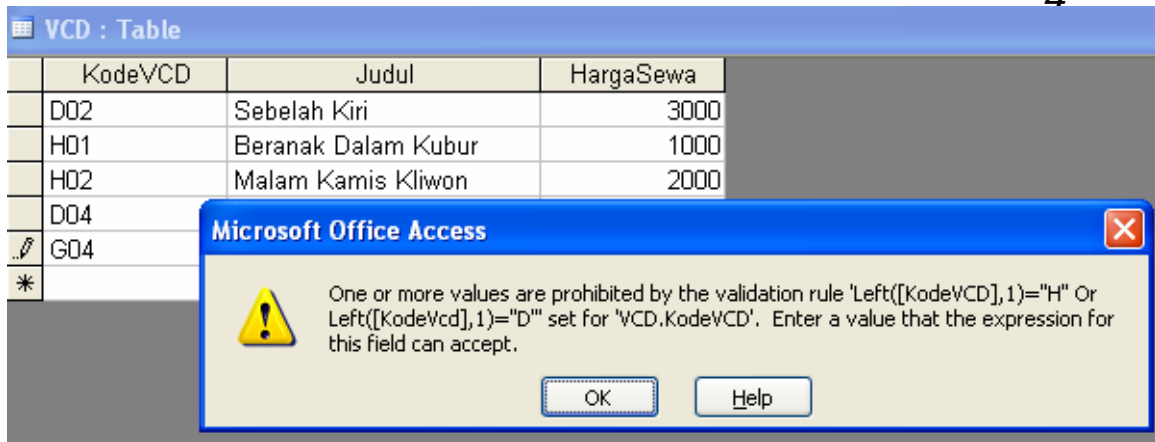 4
VCD : Table
KodeVCD Judul HargaSewa
D02 Sebelah Kiri 3000
H01 Beranak Dalam Kubur 1000
H02 Malam Kamis Kliwon 2000
D04
G04
*
Microsoft Office Access
One or more values are prohibited by the validation rule 'Left([KodeVCD],1)="H" Or
Left([KodeVcd],1)="D"' set for 'VCD.KodeVCD'. Enter a value that the expression for
this field can accept.
OK Help